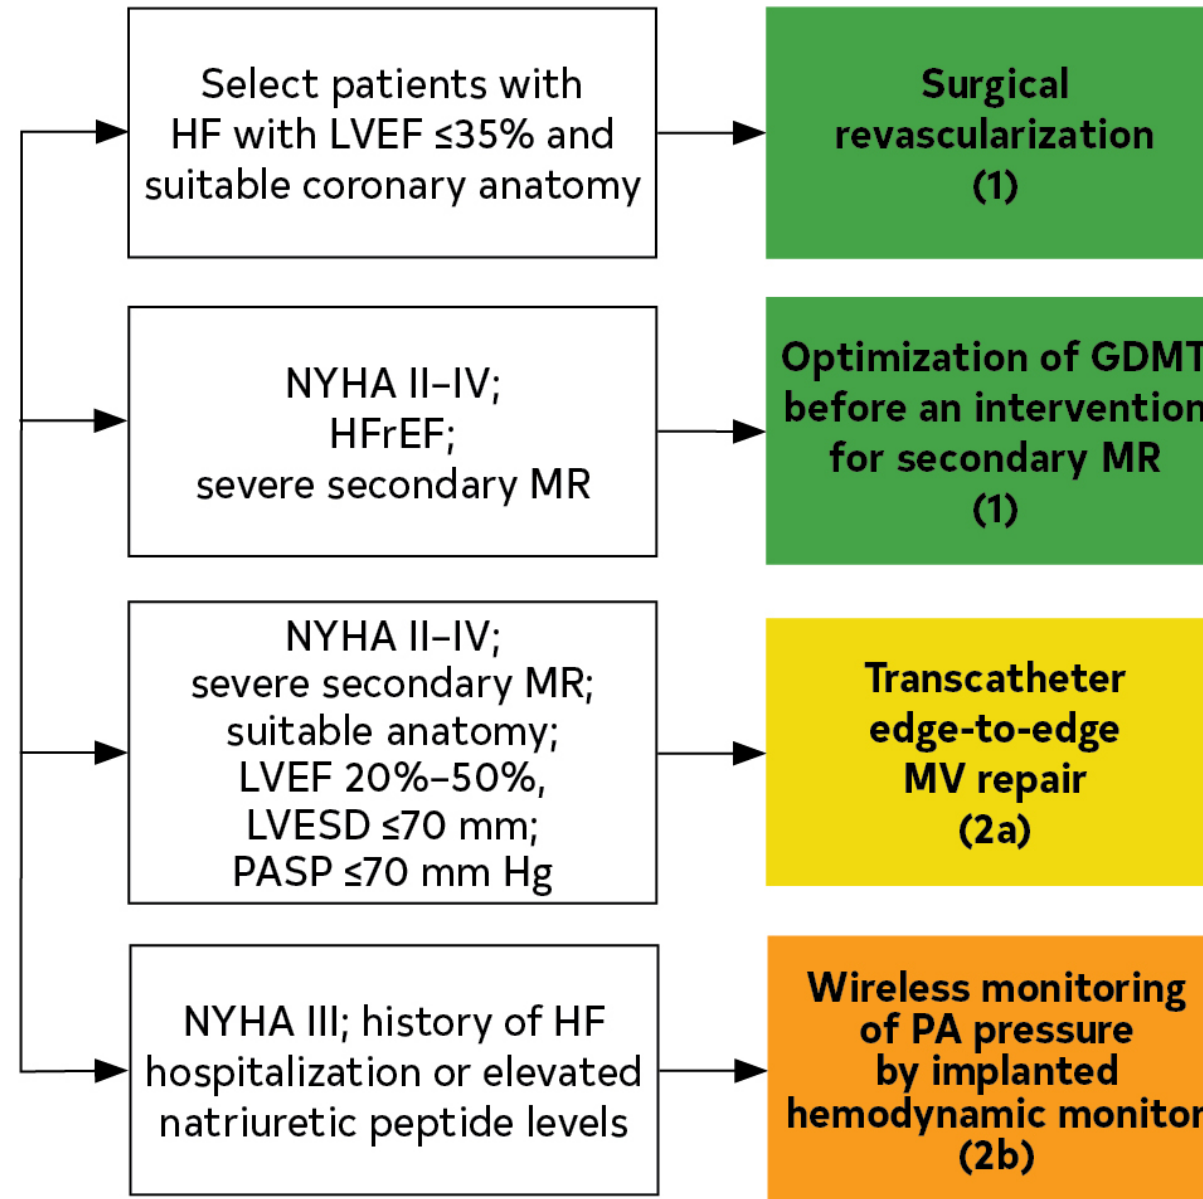 Select patients with
HF with LVEF ≤35% and
suitable coronary anatomy
Surgical
revascularization
(1)
NYHA II–IV;
HFrEF;
severe secondary MR
Optimization of GDMT
before an intervention
for secondary MR
(1)
NYHA II–IV;
severe secondary MR;
suitable anatomy;
LVEF 20%–50%,
LVESD ≤70 mm;
PASP ≤70 mm Hg
Transcatheter
edge-to-edge
MV repair
(2a)
NYHA III; history of HF
hospitalization or elevated
natriuretic peptide levels
Wireless monitoring
of PA pressure
by implanted
hemodynamic monitor
(2b)